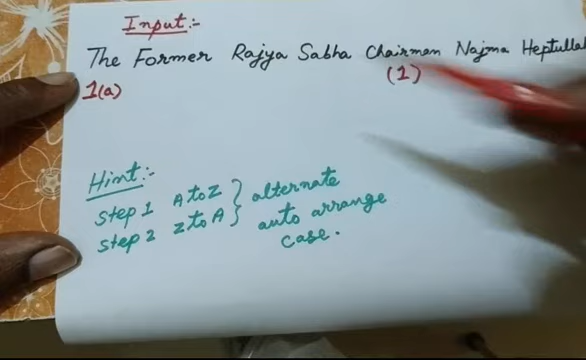 Input:-
The Former Rajya Sabha Chairman Najma Heptullah
1(a) (1)
Hint:-
Step 1 A to Z } alternate
Step 2 Z to A } auto arrange
case.